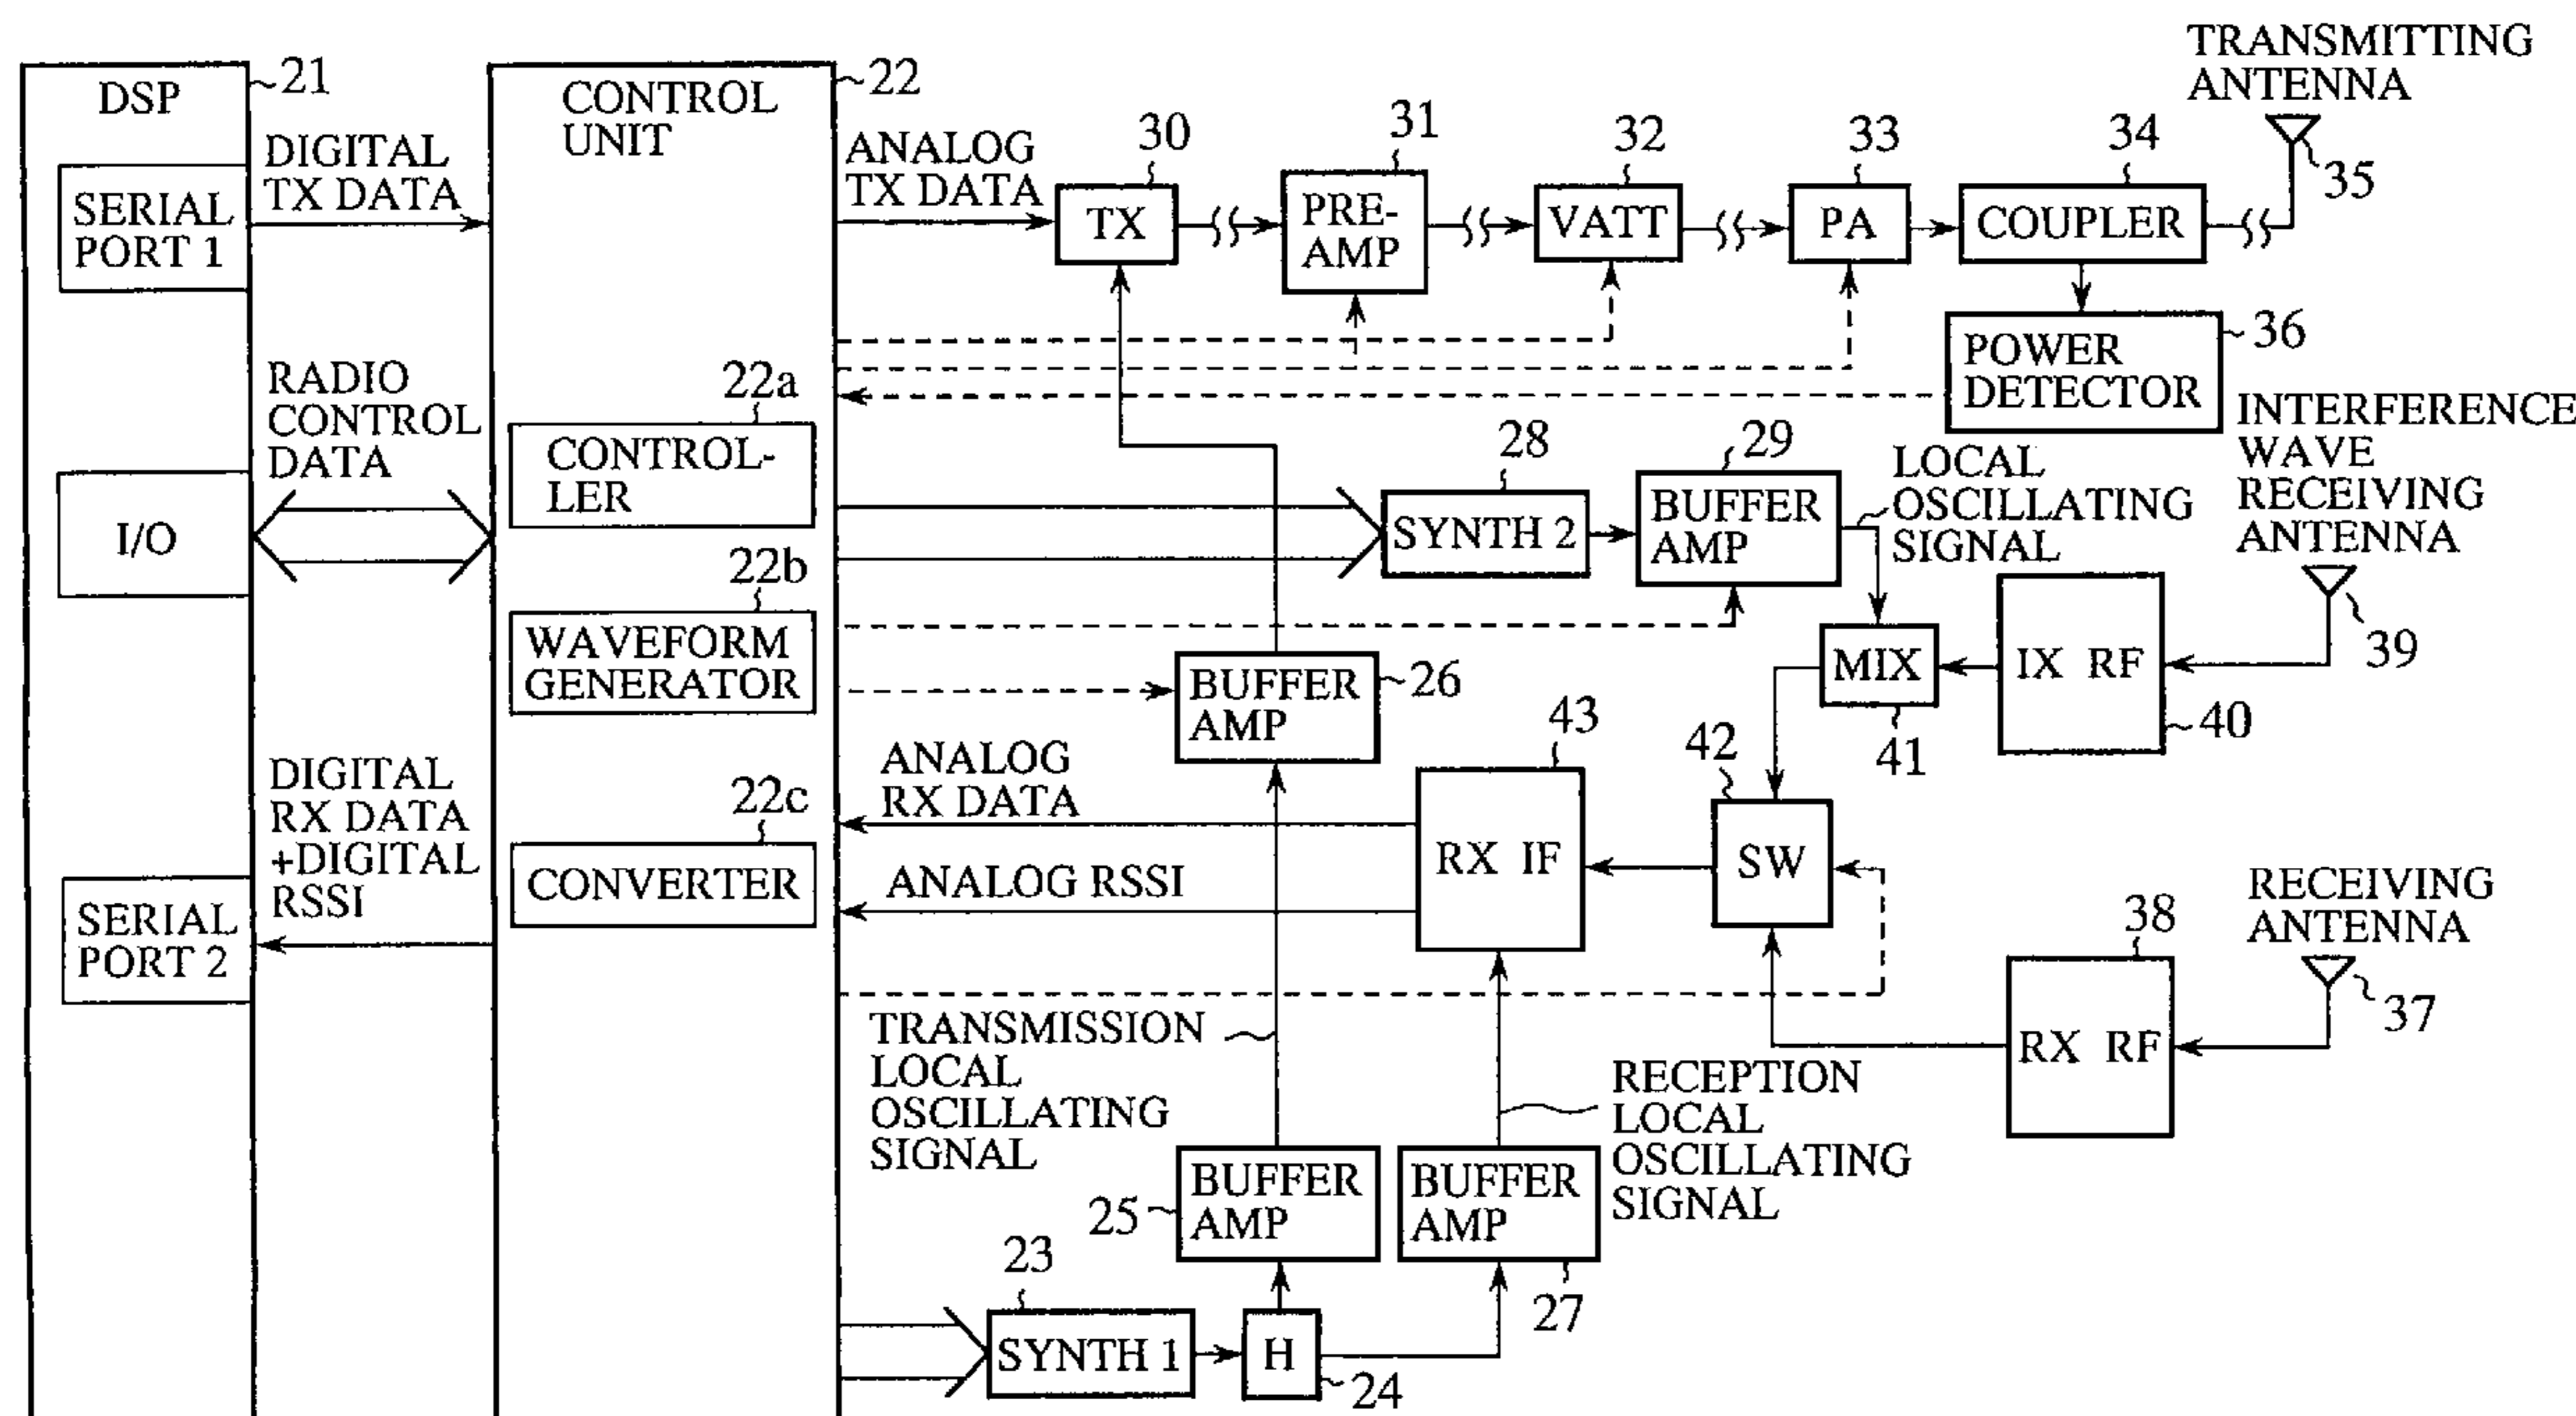 DSP
21
SERIAL
PORT 1
DIGITAL
TX DATA
CONTROL
UNIT
22
ANALOG
TX DATA
30
TX
31
PRE-
AMP
32
VATT
33
PA
34
COUPLER
TRANSMITTING
ANTENNA
35
36
POWER
DETECTOR
RADIO
CONTROL
DATA
I/O
22a
CONTROL-
LER
22b
WAVEFORM
GENERATOR
28
SYNTH 2
29
BUFFER
AMP
LOCAL
OSCILLATING
SIGNAL
INTERFERENCE
WAVE
RECEIVING
ANTENNA
39
IX RF
40
MIX
41
BUFFER
AMP
26
DIGITAL
RX DATA
+DIGITAL
RSSI
SERIAL
PORT 2
22c
CONVERTER
ANALOG
RX DATA
ANALOG RSSI
43
RX IF
42
SW
RECEIVING
ANTENNA
37
38
RX RF
TRANSMISSION
LOCAL
OSCILLATING
SIGNAL
RECEPTION
LOCAL
OSCILLATING
SIGNAL
25
BUFFER
AMP
BUFFER
AMP
27
23
SYNTH 1
H
24